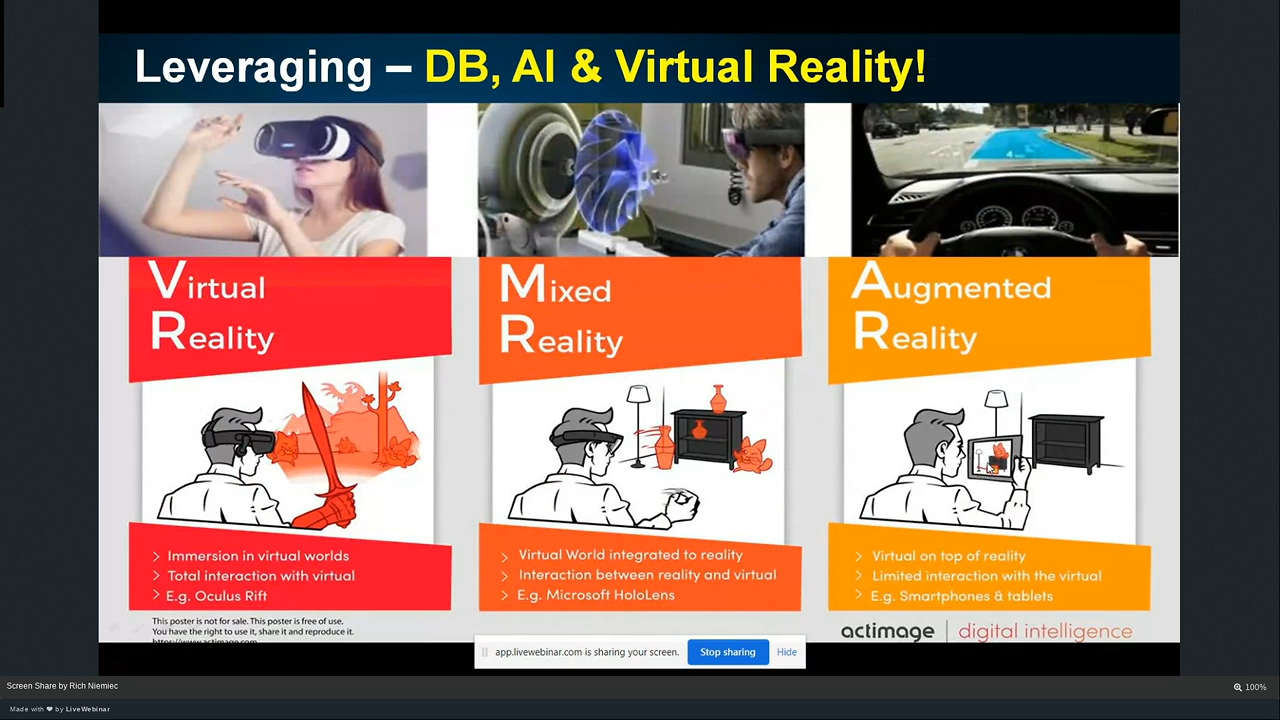 Leveraging – DB, AI & Virtual Reality!
Virtual
Reality
> Immersion in virtual worlds
> Total interaction with virtual
> E.g. Oculus Rift
Mixed
Reality
> Virtual World integrated to reality
> Interaction between reality and virtual
> E.g. Microsoft HoloLens
Augmented
Reality
> Virtual on top of reality
> Limited interaction with the virtual
> E.g. Smartphones & tablets
This poster is not for sale. This poster is free of use.
You have the right to use it, share it and reproduce it.
https://www.actimage.com
actimage | digital intelligence
app.livewebinar.com is sharing your screen.
Stop sharing
Hide
Screen Share by Rich Niemiec
100%
Made with ❤ by LiveWebinar